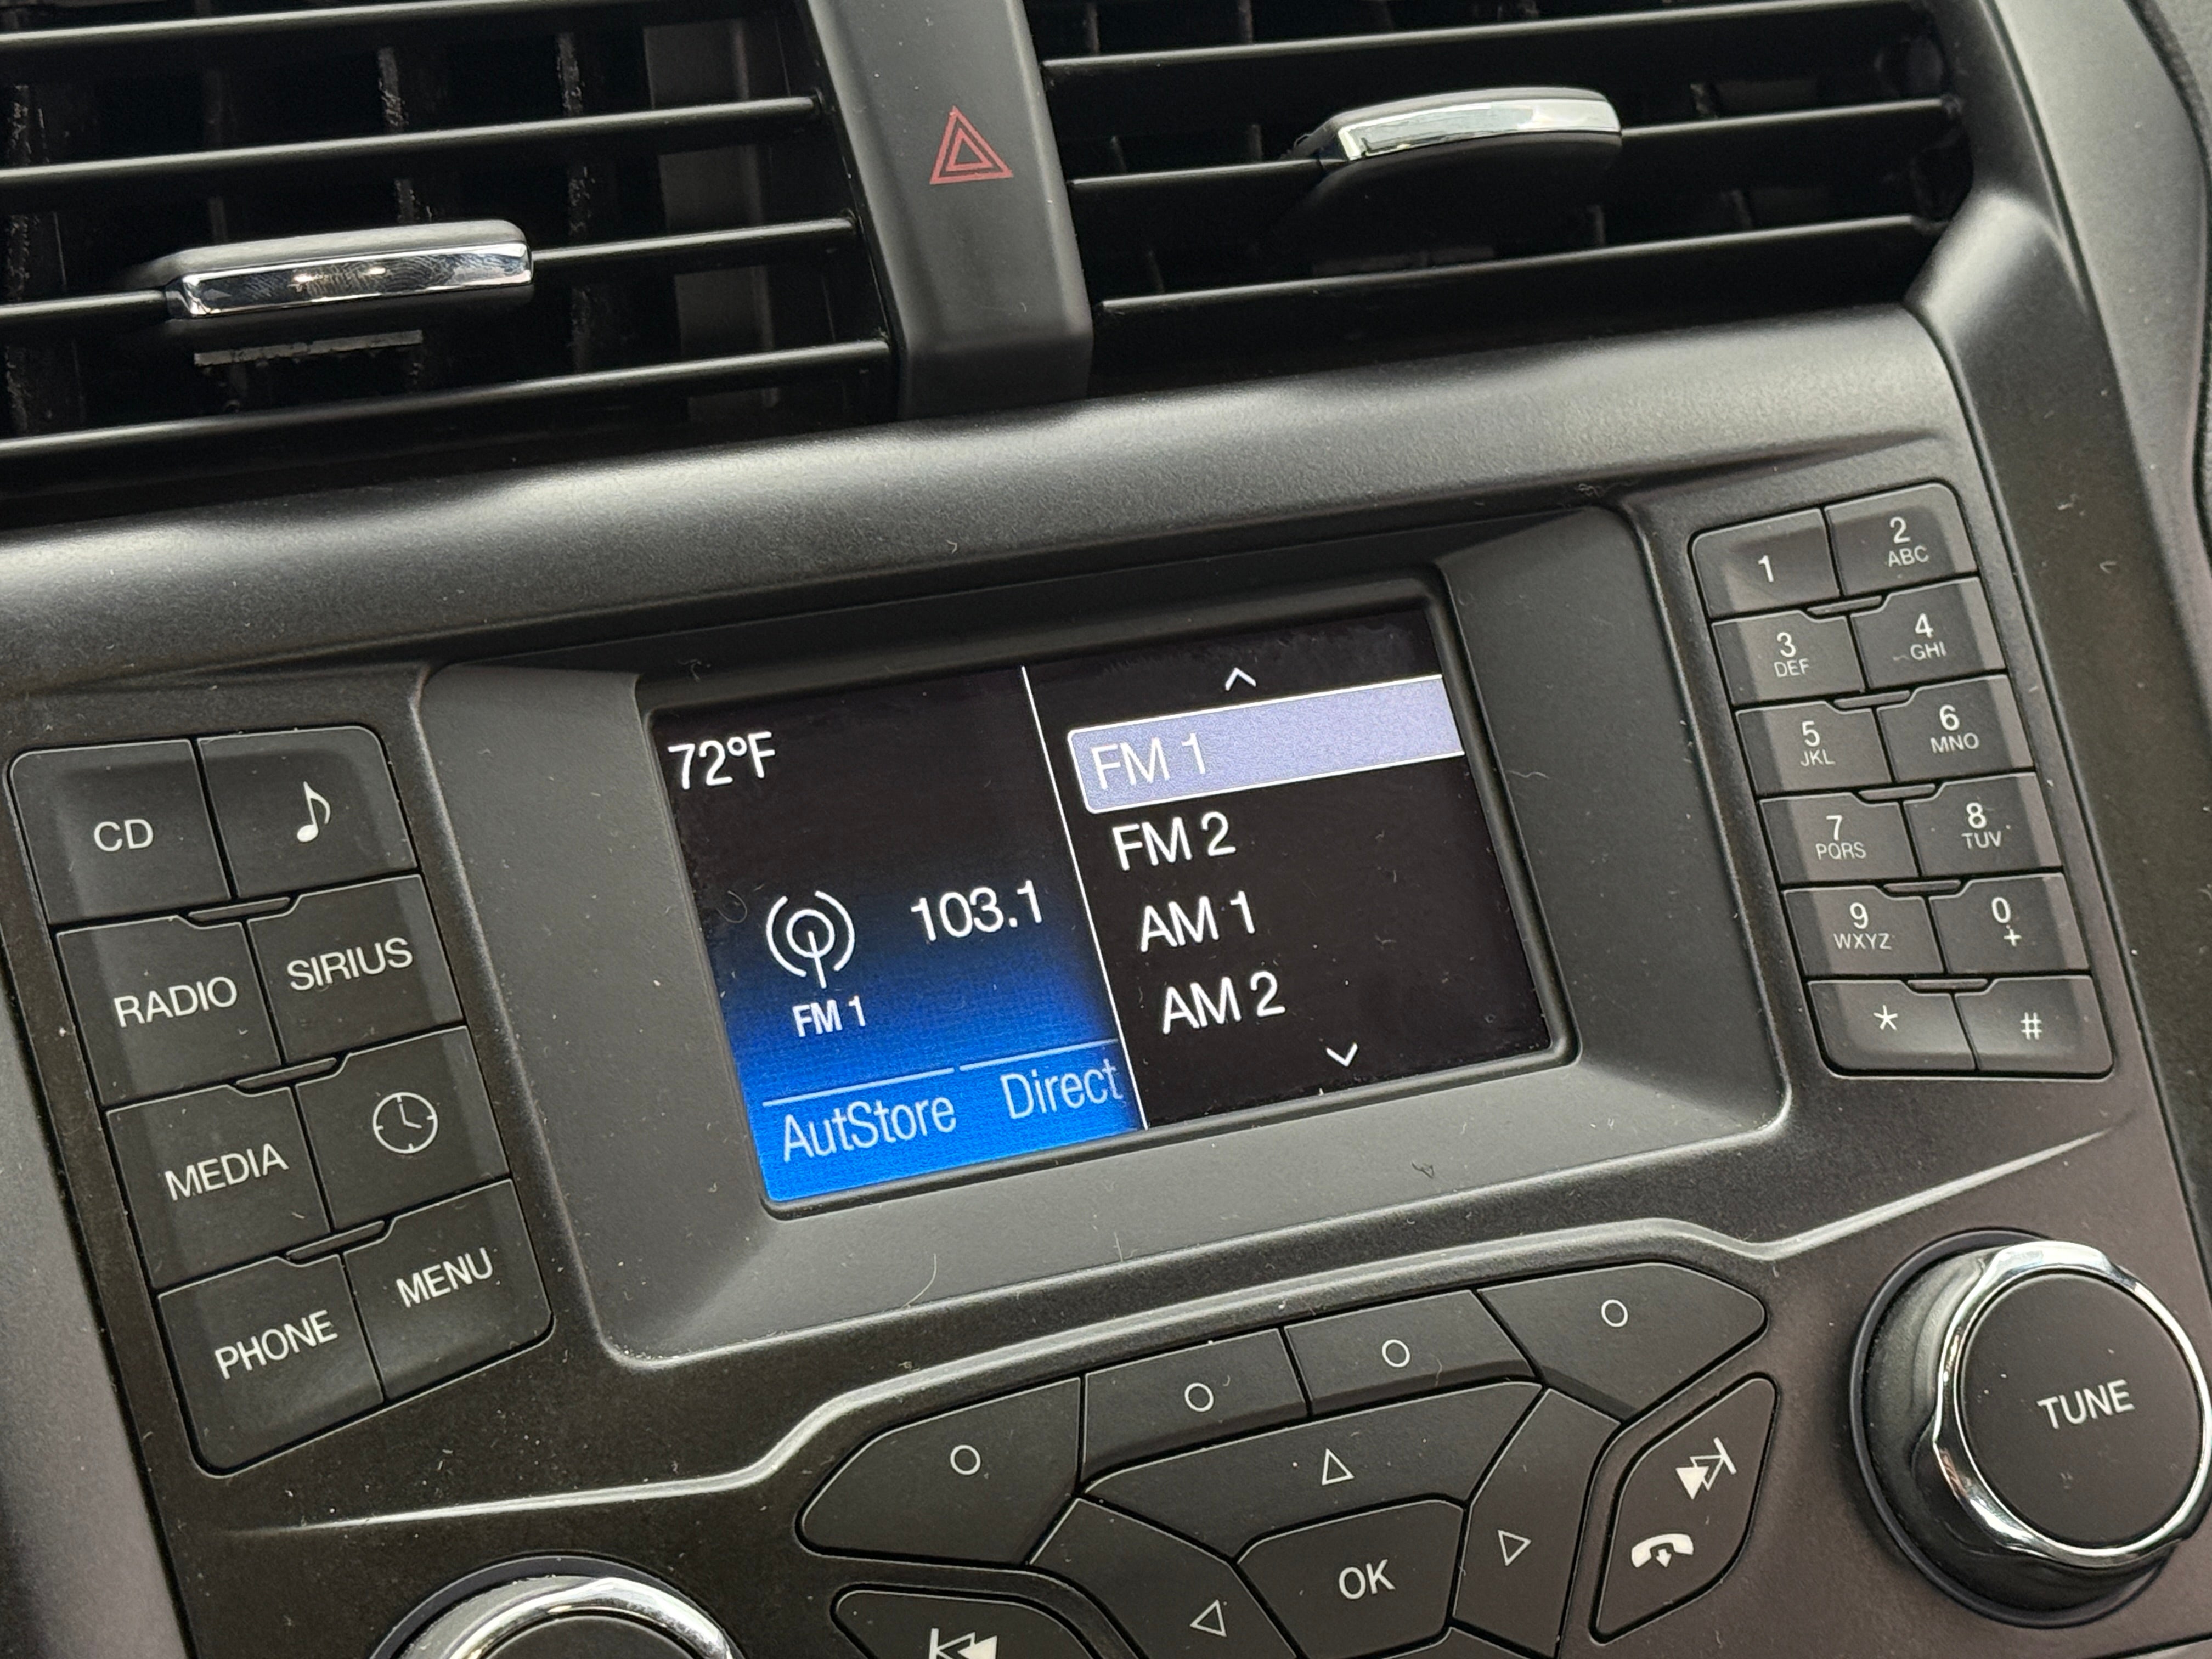 72°F
103.1
FM 1
AutStore Direct
FM 1
FM 2
AM 1
AM 2
CD
RADIO SIRIUS
MEDIA
PHONE MENU
1 2 ABC
3 DEF 4 GHI
5 JKL 6 MNO
7 PQRS 8 TUV
9 WXYZ 0 +
* #
TUNE
OK